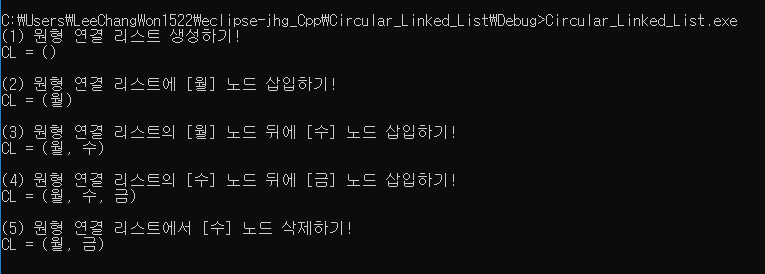 C:₩Users₩LeeChangWon1522₩eclipse-jhg_Cpp₩Circular_Linked_List₩Debug>Circular_Linked_List.exe
(1) 원형 연결 리스트 생성하기!
CL = ()
(2) 원형 연결 리스트에 [월] 노드 삽입하기!
CL = (월)
(3) 원형 연결 리스트의 [월] 노드 뒤에 [수] 노드 삽입하기!
CL = (월, 수)
(4) 원형 연결 리스트의 [수] 노드 뒤에 [금] 노드 삽입하기!
CL = (월, 수, 금)
(5) 원형 연결 리스트에서 [수] 노드 삭제하기!
CL = (월, 금)